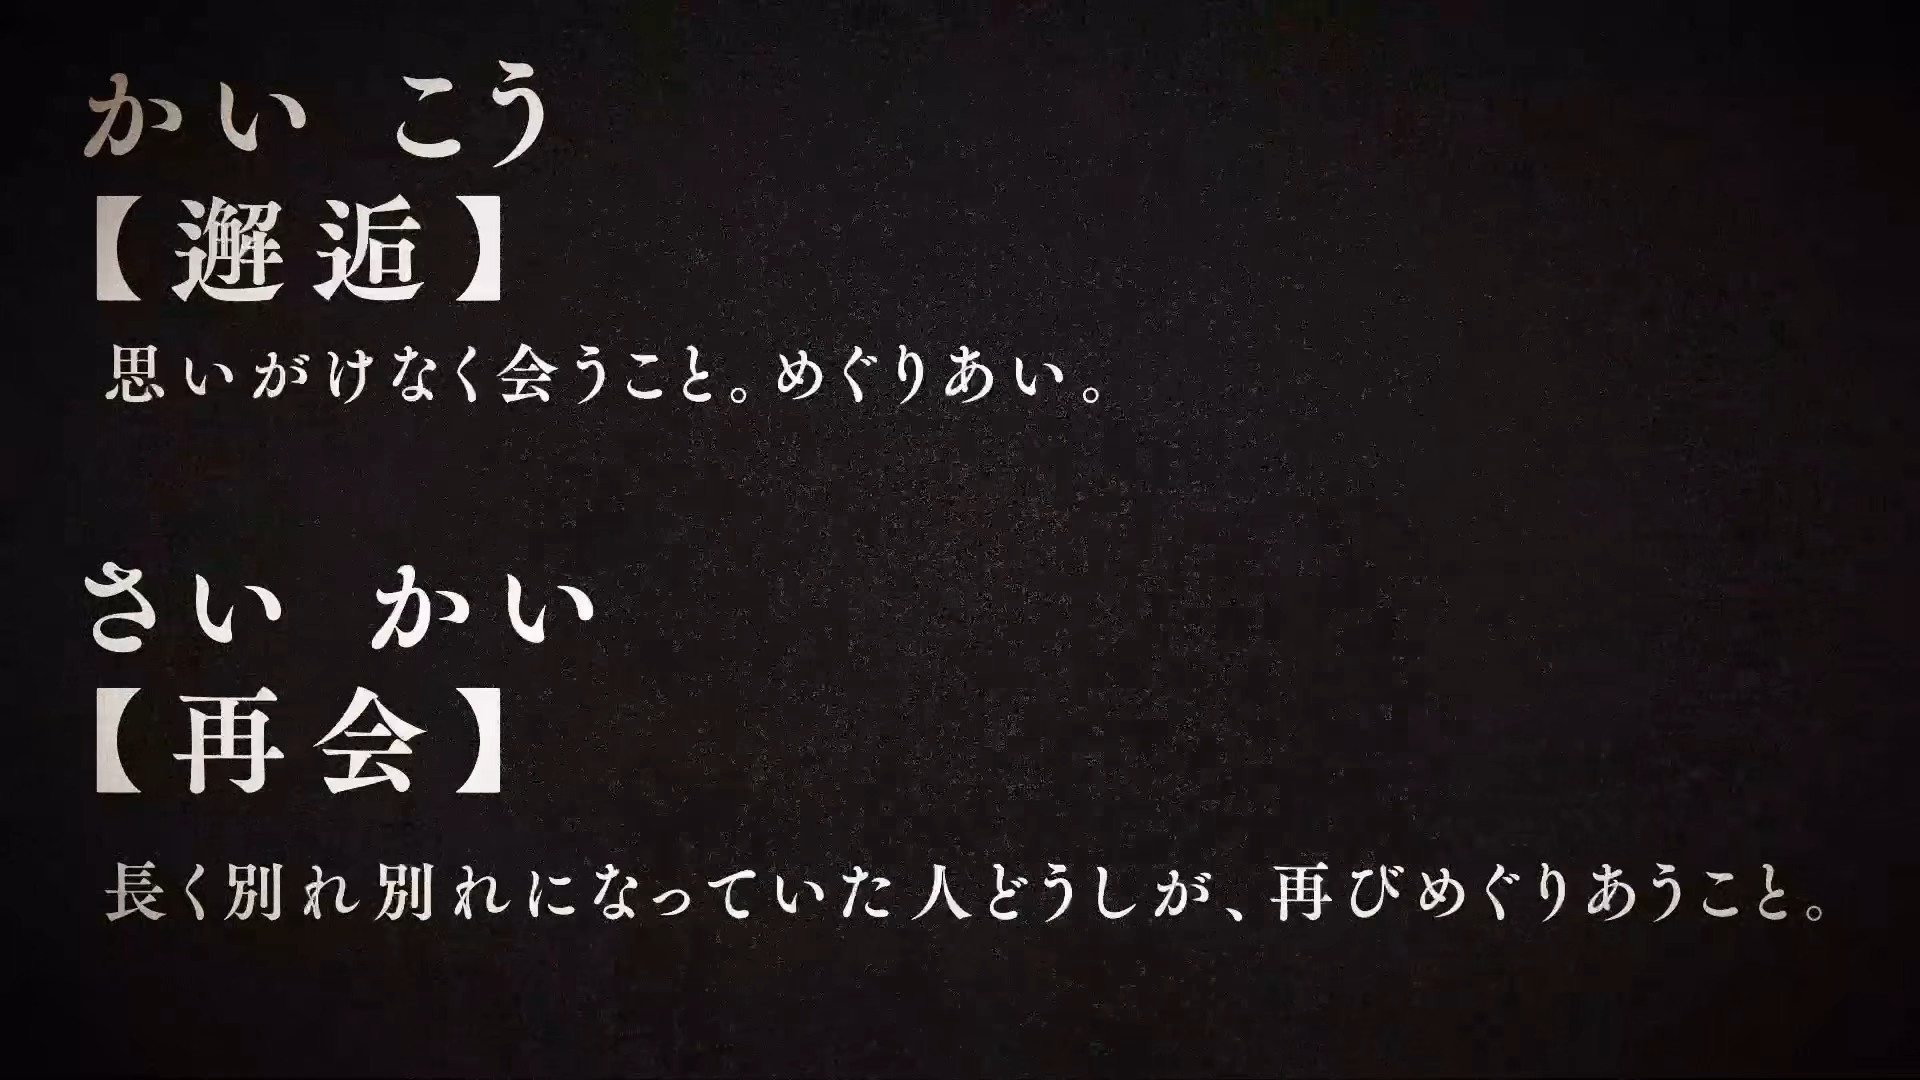 かいこう
【邂逅】
思いがけなく会うこと。めぐりあい。
さいかい
【再会】
長く別れ別れになっていた人どうしが、再びめぐりあうこと。